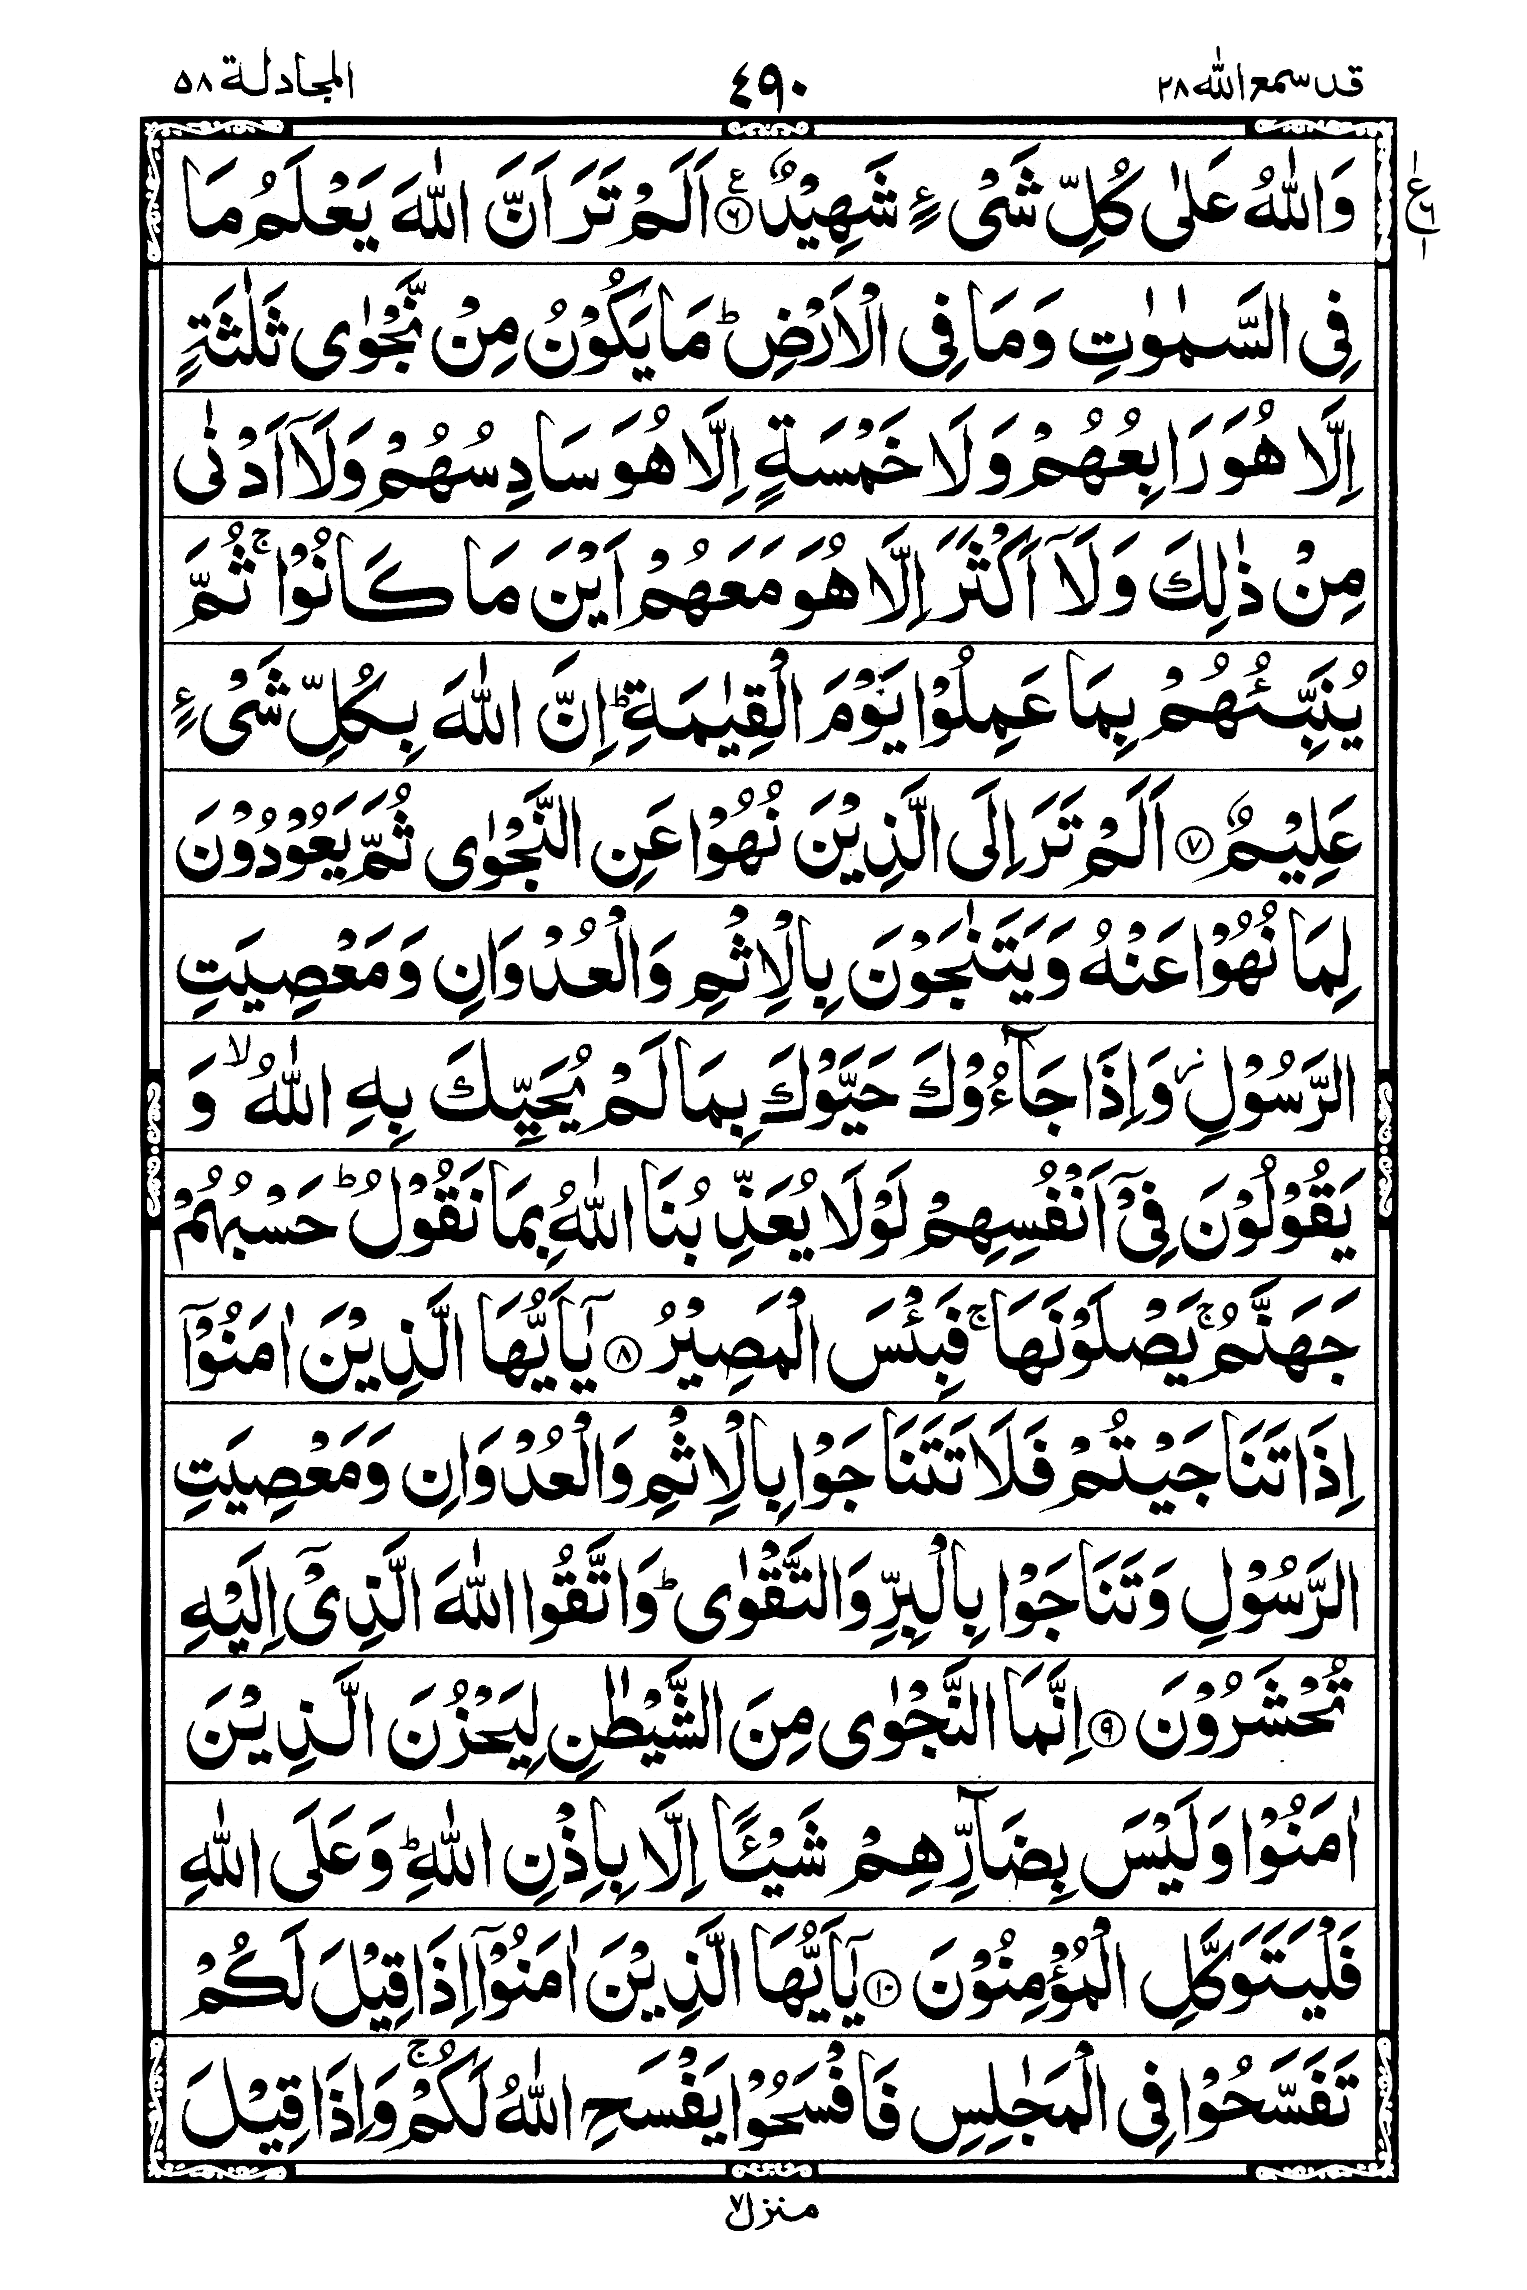 قد سمع الله ٢٨
٤٩٠
المجادلة ٥٨
وَاللّٰهُ عَلٰى كُلِّ شَىْءٍ شَهِيْدٌ ۧ‏﴿۶﴾ اَلَمْ تَرَ اَنَّ اللّٰهَ يَعْلَمُ مَا
ع ۶ ١
فِى السَّمٰوٰتِ وَمَا فِى الْاَرْضِ ؕ مَا يَكُوْنُ مِنْ نَّجْوٰى ثَلٰثَةٍ
اِلَّا هُوَ رَابِعُهُمْ وَلَا خَمْسَةٍ اِلَّا هُوَ سَادِسُهُمْ وَلَاۤ اَدْنٰى
مِنْ ذٰلِكَ وَلَاۤ اَكْثَرَ اِلَّا هُوَ مَعَهُمْ اَيْنَ مَا كَانُوْا ۚ ثُمَّ
يُنَبِّئُهُمْ بِمَا عَمِلُوْا يَوْمَ الْقِيٰمَةِ ؕ اِنَّ اللّٰهَ بِكُلِّ شَىْءٍ
عَلِيْمٌ ﴿۷﴾ اَلَمْ تَرَ اِلَى الَّذِيْنَ نُهُوْا عَنِ النَّجْوٰى ثُمَّ يَعُوْدُوْنَ
لِمَا نُهُوْا عَنْهُ وَيَتَنٰجَوْنَ بِالْاِثْمِ وَالْعُدْوَانِ وَمَعْصِيَتِ
الرَّسُوْلِ ز وَاِذَا جَآءُوْكَ حَيَّوْكَ بِمَا لَمْ يُحَيِّكَ بِهِ اللّٰهُ ۙ وَ
يَقُوْلُوْنَ فِىْۤ اَنْفُسِهِمْ لَوْلَا يُعَذِّبُنَا اللّٰهُ بِمَا نَقُوْلُ ؕ حَسْبُهُمْ
جَهَنَّمُ ۚ يَصْلَوْنَهَا ۚ فَبِئْسَ الْمَصِيْرُ ﴿۸﴾ يٰۤاَيُّهَا الَّذِيْنَ اٰمَنُوْۤا
اِذَا تَنَاجَيْتُمْ فَلَا تَتَنَاجَوْا بِالْاِثْمِ وَالْعُدْوَانِ وَمَعْصِيَتِ
الرَّسُوْلِ وَتَنَاجَوْا بِالْبِرِّ وَالتَّقْوٰى ؕ وَاتَّقُوا اللّٰهَ الَّذِىْۤ اِلَيْهِ
تُحْشَرُوْنَ ﴿۹﴾ اِنَّمَا النَّجْوٰى مِنَ الشَّيْطٰنِ لِيَحْزُنَ الَّذِيْنَ
اٰمَنُوْا وَلَيْسَ بِضَآرِّهِمْ شَيْئًا اِلَّا بِاِذْنِ اللّٰهِ ؕ وَعَلَى اللّٰهِ
فَلْيَتَوَكَّلِ الْمُؤْمِنُوْنَ ﴿۱۰﴾ يٰۤاَيُّهَا الَّذِيْنَ اٰمَنُوْۤا اِذَا قِيْلَ لَكُمْ
تَفَسَّحُوْا فِى الْمَجٰلِسِ فَافْسَحُوْا يَفْسَحِ اللّٰهُ لَكُمْ ۚ وَاِذَا قِيْلَ
منزل ۷